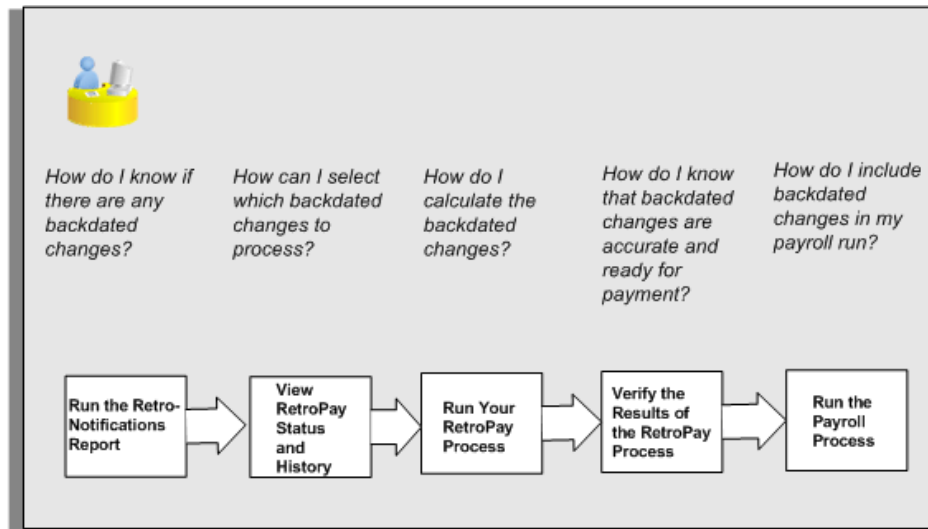 How do I know if
there are any
backdated
changes?
How can I select
which backdated
changes to
process?
How do I
calculate the
backdated
changes?
How do I know
that backdated
changes are
accurate and
ready for
payment?
How do I include
backdated
changes in my
payroll run?
Run the Retro-
Notifications
Report
View
RetroPay
Status
and
History
Run Your
RetroPay
Process
Verify the
Results of
the RetroPay
Process
Run the
Payroll
Process